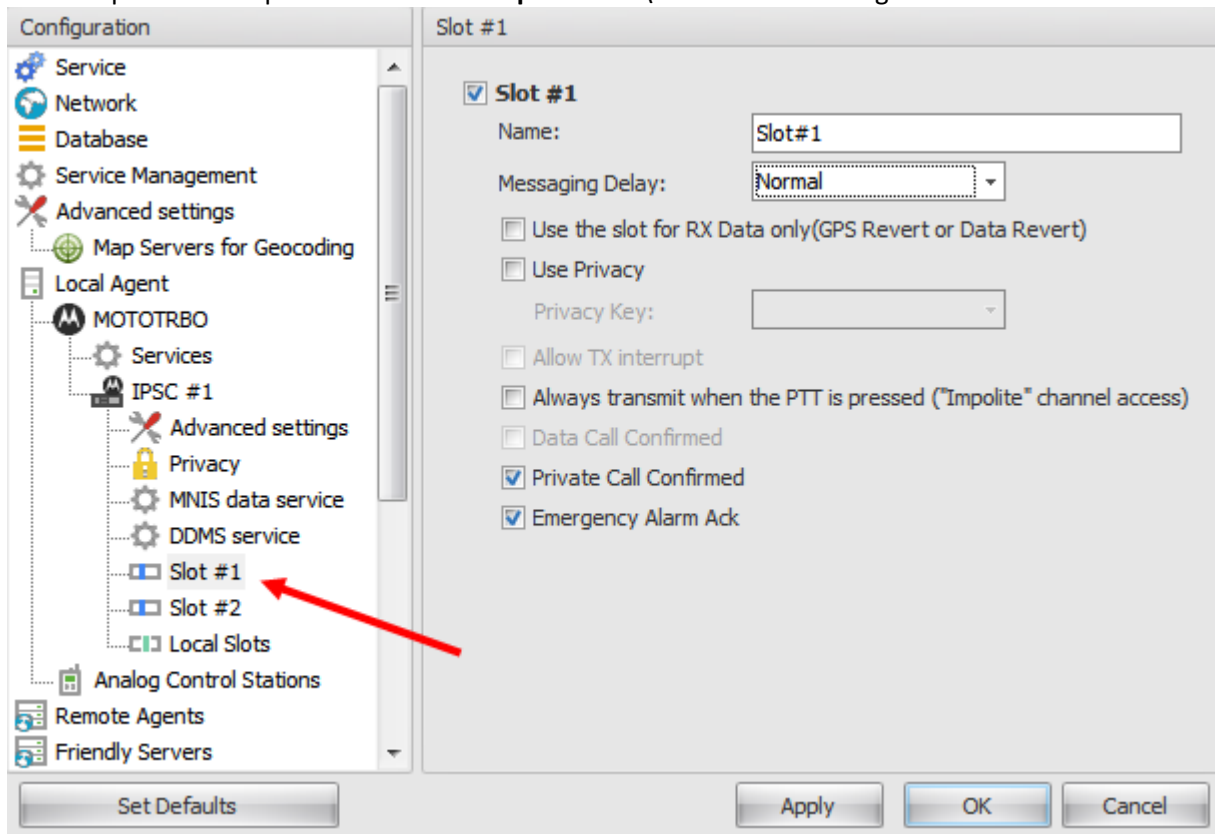 Configuration
Service
Network
Database
Service Management
Advanced settings
Map Servers for Geocoding
Local Agent
MOTOTRBO
Services
IPSC #1
Advanced settings
Privacy
MNIS data service
DDMS service
Slot #1
Slot #2
Local Slots
Analog Control Stations
Remote Agents
Friendly Servers
Set Defaults
Slot #1
Slot #1
Name: Slot#1
Messaging Delay: Normal
Use the slot for RX Data only(GPS Revert or Data Revert)
Use Privacy
Privacy Key:
Allow TX interrupt
Always transmit when the PTT is pressed ("Impolite" channel access)
Data Call Confirmed
Private Call Confirmed
Emergency Alarm Ack
Apply OK Cancel